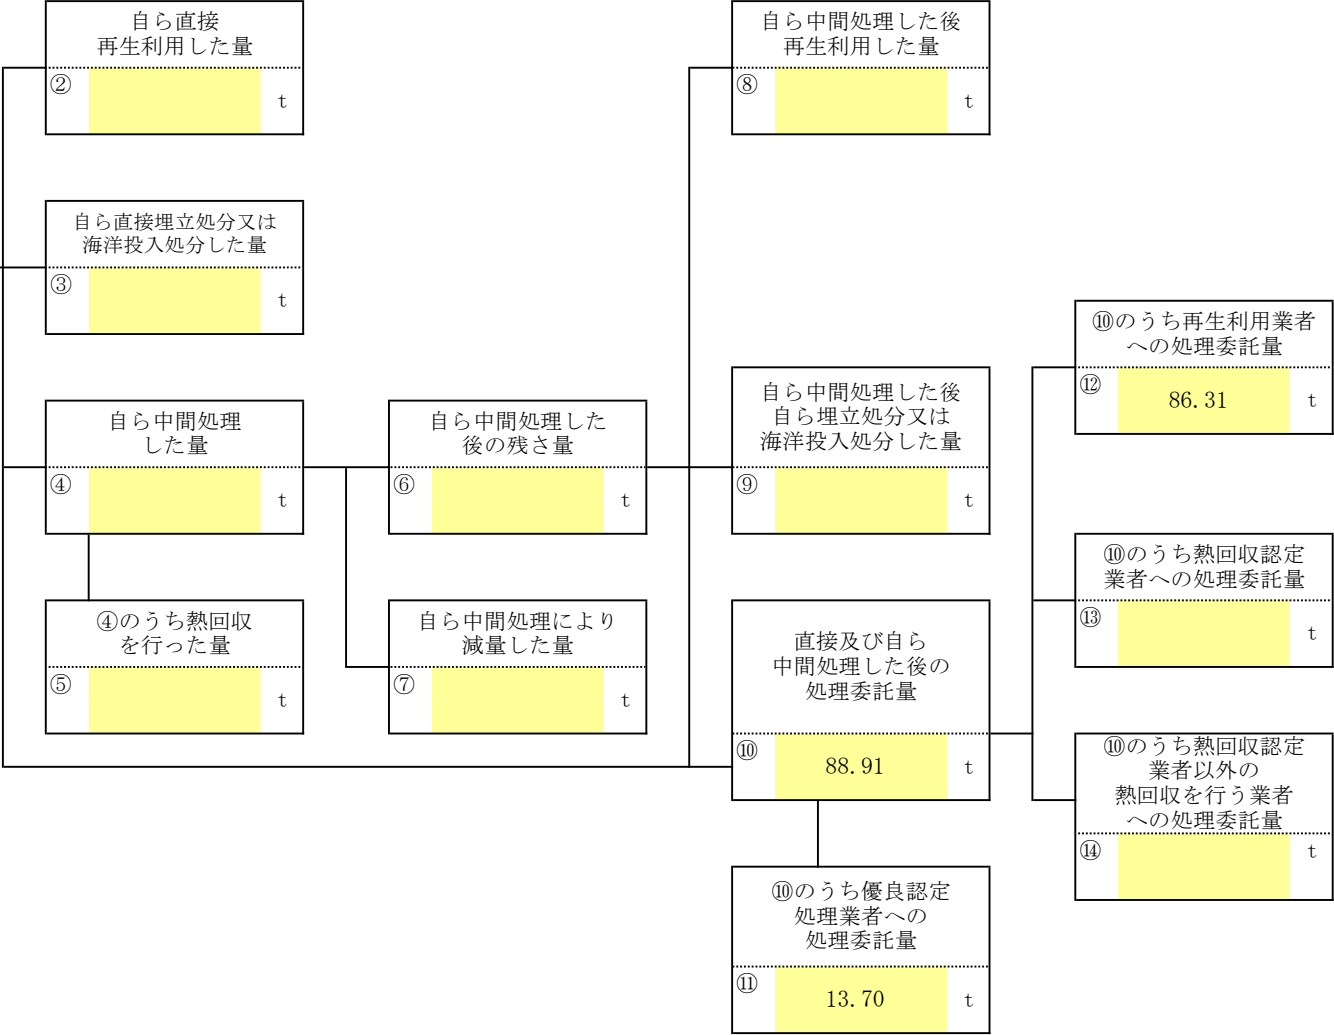 自ら直接
再生利用した量
②
t
自ら中間処理した後
再生利用した量
⑧
t
自ら直接埋立処分又は
海洋投入処分した量
③
t
⑩のうち再生利用業者
への処理委託量
⑫
86.31 t
自ら中間処理
した量
④
t
自ら中間処理した
後の残さ量
⑥
t
自ら中間処理した後
自ら埋立処分又は
海洋投入処分した量
⑨
t
⑩のうち熱回収認定
業者への処理委託量
⑬
t
④のうち熱回収
を行った量
⑤
t
自ら中間処理により
減量した量
⑦
t
直接及び自ら
中間処理した後の
処理委託量
⑩
88.91 t
⑩のうち熱回収認定
業者以外の
熱回収を行う業者
への処理委託量
⑭
t
⑩のうち優良認定
処理業者への
処理委託量
⑪
13.70 t